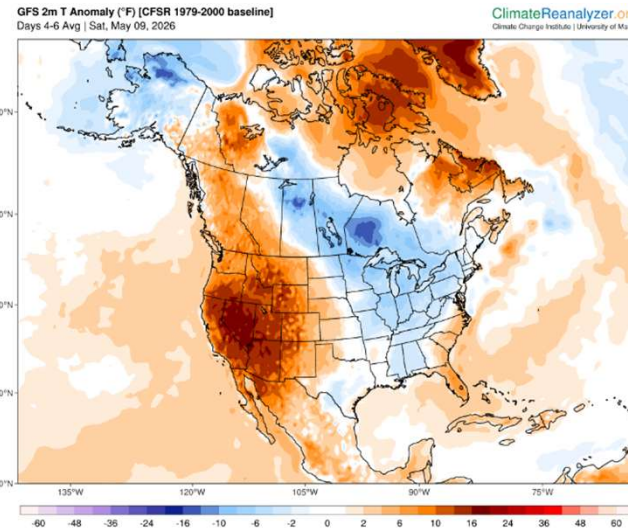 GFS 2m T Anomaly (°F) [CFSR 1979-2000 baseline]
ClimateReanalyzer.or
Days 4-6 Avg | Sat, May 09, 2026
Climate Change Institute | University of Ma
135°W 120°W 105°W 90°W 75°W
-60 -48 -36 -24 -16 -10 -6 -2 0 2 6 10 16 24 36 48 60